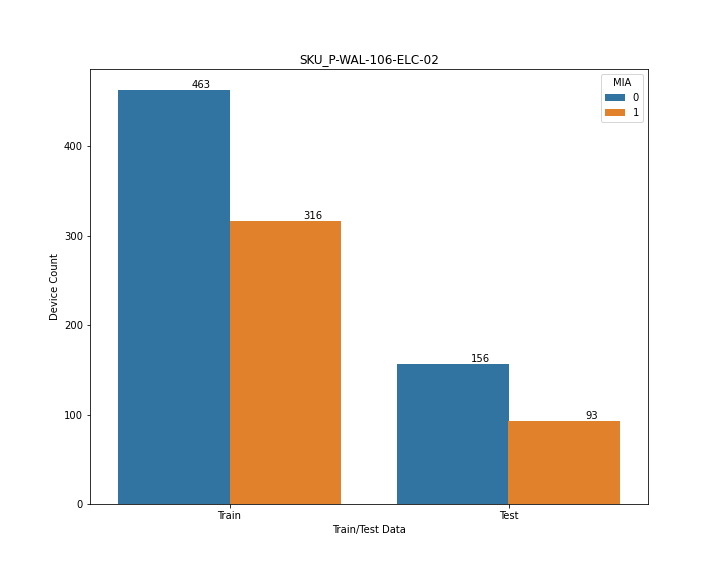 SKU_P-WAL-106-ELC-02
MIA
0
1
463
316
156
93
400
300
200
100
0
Device Count
Train
Test
Train/Test Data